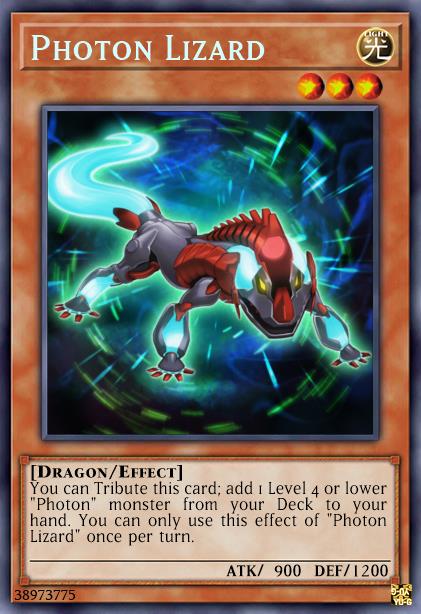 PHOTON LIZARD
LIGHT
光
[DRAGON/EFFECT]
You can Tribute this card; add 1 Level 4 or lower
"Photon" monster from your Deck to your
hand. You can only use this effect of "Photon
Lizard" once per turn.
ATK/ 900 DEF/1200
38973775